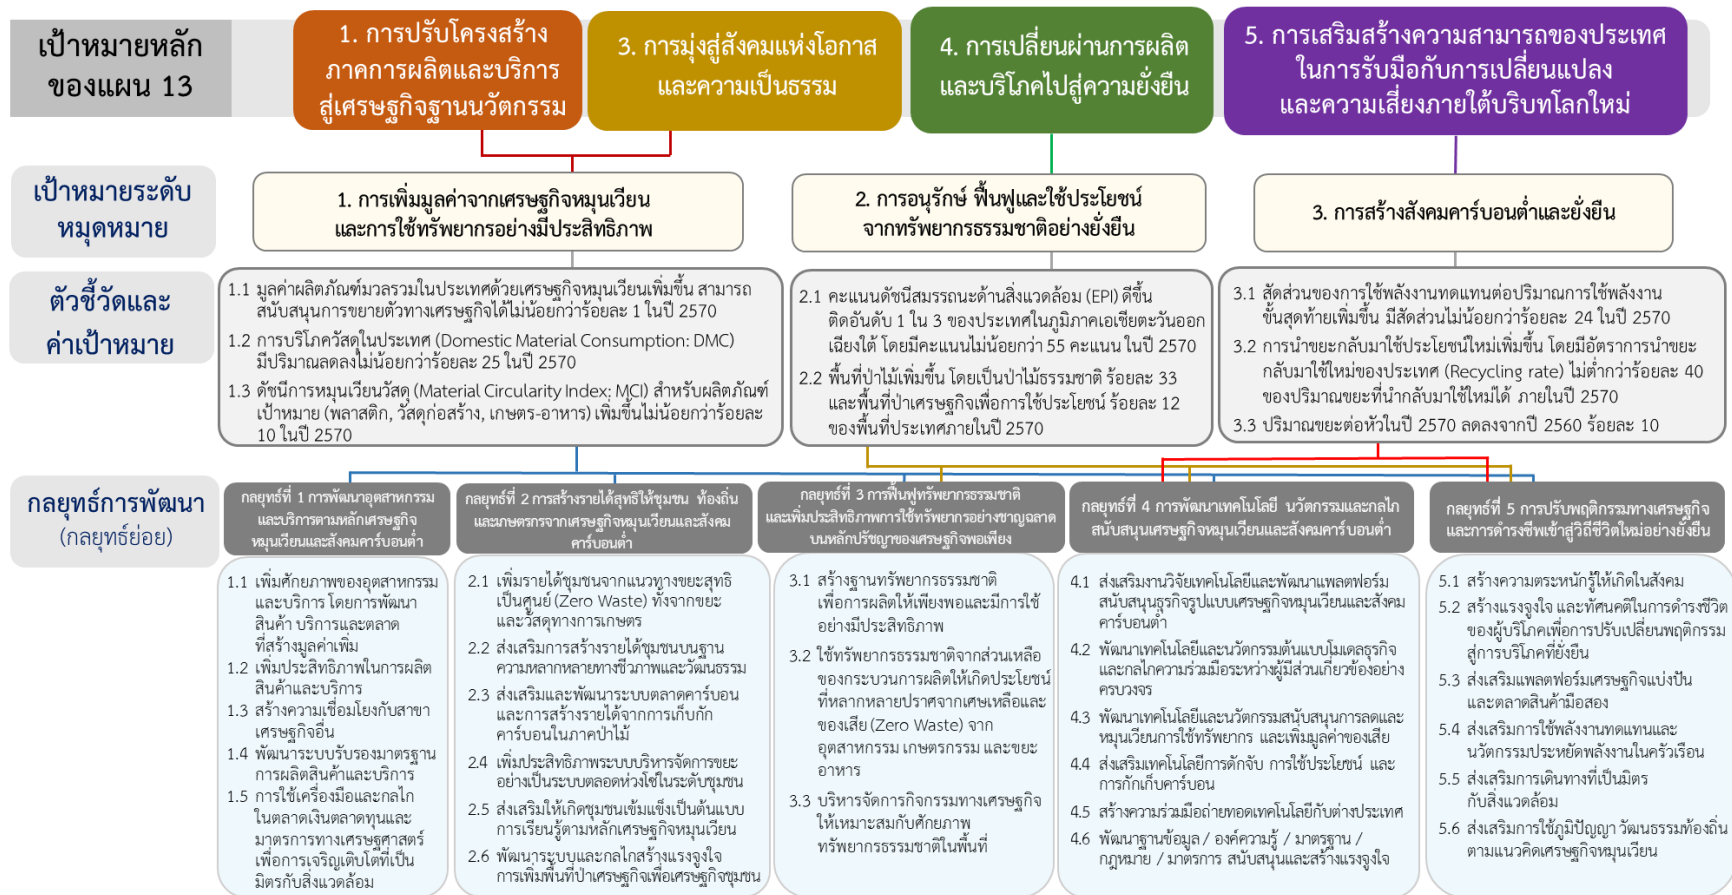 เป้าหมายหลัก
ของแผน 13
1. การปรับโครงสร้าง
ภาคการผลิตและบริการ
สู่เศรษฐกิจฐานนวัตกรรม
3. การมุ่งสู่สังคมแห่งโอกาส
และความเป็นธรรม
4. การเปลี่ยนผ่านการผลิต
และบริโภคไปสู่ความยั่งยืน
5. การเสริมสร้างความสามารถของประเทศ
ในการรับมือกับการเปลี่ยนแปลง
และความเสี่ยงภายใต้บริบทโลกใหม่
เป้าหมายระดับ
หมุดหมาย
1. การเพิ่มมูลค่าจากเศรษฐกิจหมุนเวียน
และการใช้ทรัพยากรอย่างมีประสิทธิภาพ
2. การอนุรักษ์ ฟื้นฟูและใช้ประโยชน์
จากทรัพยากรธรรมชาติอย่างยั่งยืน
3. การสร้างสังคมคาร์บอนต่ำและยั่งยืน
ตัวชี้วัดและ
ค่าเป้าหมาย
1.1 มูลค่าผลิตภัณฑ์มวลรวมในประเทศด้วยเศรษฐกิจหมุนเวียนเพิ่มขึ้น สามารถ
สนับสนุนการขยายตัวทางเศรษฐกิจได้ไม่น้อยกว่าร้อยละ 1 ในปี 2570
1.2 การบริโภควัสดุในประเทศ (Domestic Material Consumption: DMC)
มีปริมาณลดลงไม่น้อยกว่าร้อยละ 25 ในปี 2570
1.3 ดัชนีการหมุนเวียนวัสดุ (Material Circularity Index: MCI) สำหรับผลิตภัณฑ์
เป้าหมาย (พลาสติก, วัสดุก่อสร้าง, เกษตร-อาหาร) เพิ่มขึ้นไม่น้อยกว่าร้อยละ
10 ในปี 2570
2.1 คะแนนดัชนีสมรรถนะด้านสิ่งแวดล้อม (EPI) ดีขึ้น
ติดอันดับ 1 ใน 3 ของประเทศในภูมิภาคเอเชียตะวันออก
เฉียงใต้ โดยมีคะแนนไม่น้อยกว่า 55 คะแนน ในปี 2570
2.2 พื้นที่ป่าไม้เพิ่มขึ้น โดยเป็นป่าไม้ธรรมชาติ ร้อยละ 33
และพื้นที่ป่าเศรษฐกิจเพื่อการใช้ประโยชน์ ร้อยละ 12
ของพื้นที่ประเทศภายในปี 2570
3.1 สัดส่วนของการใช้พลังงานทดแทนต่อปริมาณการใช้พลังงาน
ขั้นสุดท้ายเพิ่มขึ้น มีสัดส่วนไม่น้อยกว่าร้อยละ 24 ในปี 2570
3.2 การนำขยะกลับมาใช้ประโยชน์ใหม่เพิ่มขึ้น โดยมีอัตราการนำขยะ
กลับมาใช้ใหม่ของประเทศ (Recycling rate) ไม่ต่ำกว่าร้อยละ 40
ของปริมาณขยะที่นำกลับมาใช้ใหม่ได้ ภายในปี 2570
3.3 ปริมาณขยะต่อหัวในปี 2570 ลดลงจากปี 2560 ร้อยละ 10
กลยุทธ์การพัฒนา
(กลยุทธ์ย่อย)
กลยุทธ์ที่ 1 การพัฒนาอุตสาหกรรม
และบริการตามหลักเศรษฐกิจ
หมุนเวียนและสังคมคาร์บอนต่ำ
กลยุทธ์ที่ 2 การสร้างรายได้สุทธิให้ชุมชน ท้องถิ่น
และเกษตรกรจากเศรษฐกิจหมุนเวียนและสังคม
คาร์บอนต่ำ
กลยุทธ์ที่ 3 การฟื้นฟูทรัพยากรธรรมชาติ
และเพิ่มประสิทธิภาพการใช้ทรัพยากรอย่างชาญฉลาด
บนหลักปรัชญาของเศรษฐกิจพอเพียง
กลยุทธ์ที่ 4 การพัฒนาเทคโนโลยี นวัตกรรมและกลไก
สนับสนุนเศรษฐกิจหมุนเวียนและสังคมคาร์บอนต่ำ
กลยุทธ์ที่ 5 การปรับพฤติกรรมทางเศรษฐกิจ
และการดำรงชีพเข้าสู่วิถีชีวิตใหม่อย่างยั่งยืน
1.1 เพิ่มศักยภาพของอุตสาหกรรม
และบริการ โดยการพัฒนา
สินค้า บริการและตลาด
ที่สร้างมูลค่าเพิ่ม
1.2 เพิ่มประสิทธิภาพในการผลิต
สินค้าและบริการ
1.3 สร้างความเชื่อมโยงกับสาขา
เศรษฐกิจอื่น
1.4 พัฒนาระบบรับรองมาตรฐาน
การผลิตสินค้าและบริการ
1.5 การใช้เครื่องมือและกลไก
ในตลาดเงินตลาดทุนและ
มาตรการทางเศรษฐศาสตร์
เพื่อการเจริญเติบโตที่เป็น
มิตรกับสิ่งแวดล้อม
2.1 เพิ่มรายได้ชุมชนจากแนวทางขยะสุทธิ
เป็นศูนย์ (Zero Waste) ทั้งจากขยะ
และวัสดุทางการเกษตร
2.2 ส่งเสริมการสร้างรายได้ชุมชนบนฐาน
ความหลากหลายทางชีวภาพและวัฒนธรรม
2.3 ส่งเสริมและพัฒนาระบบตลาดคาร์บอน
และการสร้างรายได้จากการเก็บกัก
คาร์บอนในภาคป่าไม้
2.4 เพิ่มประสิทธิภาพระบบบริหารจัดการขยะ
อย่างเป็นระบบตลอดห่วงโซ่ในระดับชุมชน
2.5 ส่งเสริมให้เกิดชุมชนเข้มแข็งเป็นต้นแบบ
การเรียนรู้ตามหลักเศรษฐกิจหมุนเวียน
2.6 พัฒนาระบบและกลไกสร้างแรงจูงใจ
การเพิ่มพื้นที่ป่าเศรษฐกิจเพื่อเศรษฐกิจชุมชน
3.1 สร้างฐานทรัพยากรธรรมชาติ
เพื่อการผลิตให้เพียงพอและมีการใช้
อย่างมีประสิทธิภาพ
3.2 ใช้ทรัพยากรธรรมชาติจากส่วนเหลือ
ของกระบวนการผลิตให้เกิดประโยชน์
ที่หลากหลายปราศจากเศษเหลือและ
ของเสีย (Zero Waste) จาก
อุตสาหกรรม เกษตรกรรม และขยะ
อาหาร
3.3 บริหารจัดการกิจกรรมทางเศรษฐกิจ
ให้เหมาะสมกับศักยภาพ
ทรัพยากรธรรมชาติในพื้นที่
4.1 ส่งเสริมงานวิจัยเทคโนโลยีและพัฒนาแพลตฟอร์ม
สนับสนุนธุรกิจรูปแบบเศรษฐกิจหมุนเวียนและสังคม
คาร์บอนต่ำ
4.2 พัฒนาเทคโนโลยีและนวัตกรรมต้นแบบโมเดลธุรกิจ
และกลไกความร่วมมือระหว่างผู้มีส่วนเกี่ยวข้องอย่าง
ครบวงจร
4.3 พัฒนาเทคโนโลยีและนวัตกรรมสนับสนุนการลดและ
หมุนเวียนการใช้ทรัพยากร และเพิ่มมูลค่าของเสีย
4.4 ส่งเสริมเทคโนโลยีการดักจับ การใช้ประโยชน์ และ
การกักเก็บคาร์บอน
4.5 สร้างความร่วมมือถ่ายทอดเทคโนโลยีกับต่างประเทศ
4.6 พัฒนาฐานข้อมูล / องค์ความรู้ / มาตรฐาน /
กฎหมาย / มาตรการ สนับสนุนและสร้างแรงจูงใจ
5.1 สร้างความตระหนักรู้ให้เกิดในสังคม
5.2 สร้างแรงจูงใจ และทัศนคติในการดำรงชีวิต
ของผู้บริโภคเพื่อการปรับเปลี่ยนพฤติกรรม
สู่การบริโภคที่ยั่งยืน
5.3 ส่งเสริมแพลตฟอร์มเศรษฐกิจแบ่งปัน
และตลาดสินค้ามือสอง
5.4 ส่งเสริมการใช้พลังงานทดแทนและ
นวัตกรรมประหยัดพลังงานในครัวเรือน
5.5 ส่งเสริมการเดินทางที่เป็นมิตร
กับสิ่งแวดล้อม
5.6 ส่งเสริมการใช้ภูมิปัญญา วัฒนธรรมท้องถิ่น
ตามแนวคิดเศรษฐกิจหมุนเวียน